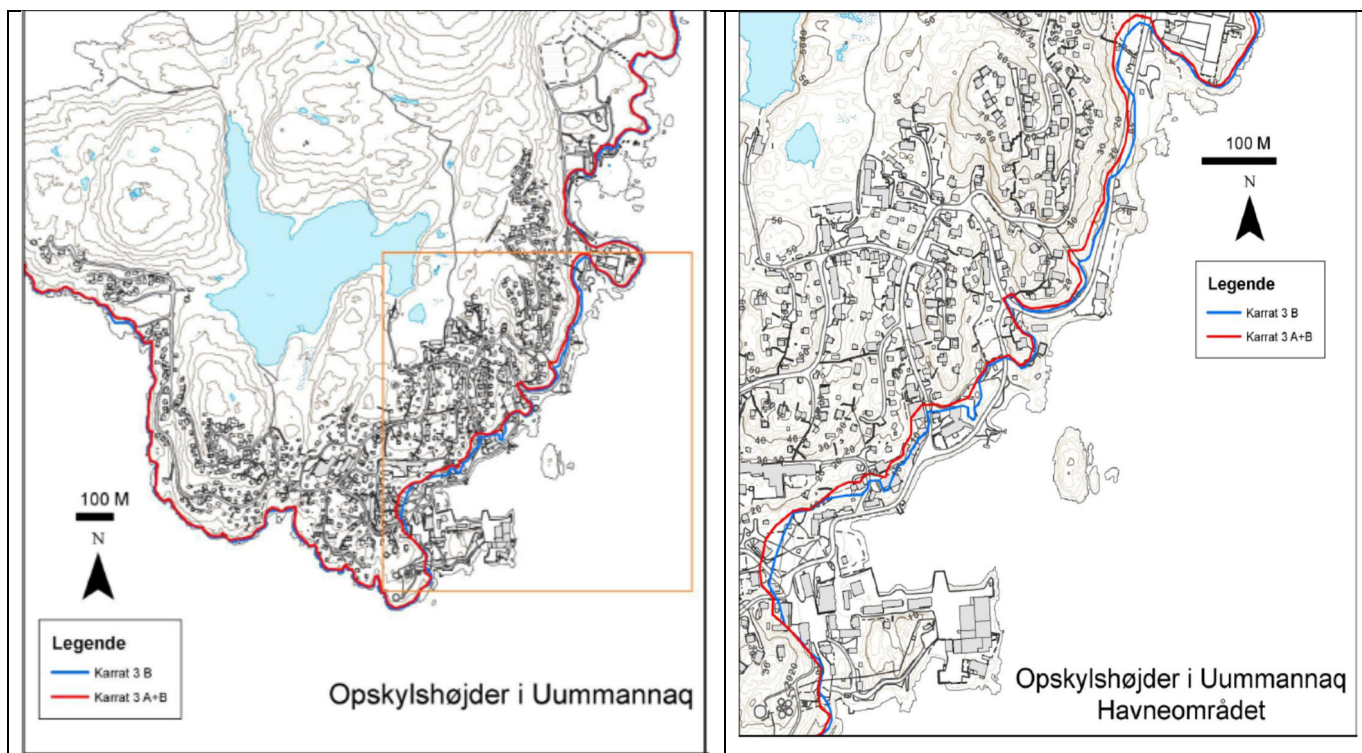 100 M
N
Legende
Karrat 3 B
Karrat 3 A+B
Opskylshøjder i Uummannaq
100 M
N
Legende
Karrat 3 B
Karrat 3 A+B
Opskylshøjder i Uummannaq
Havneområdet